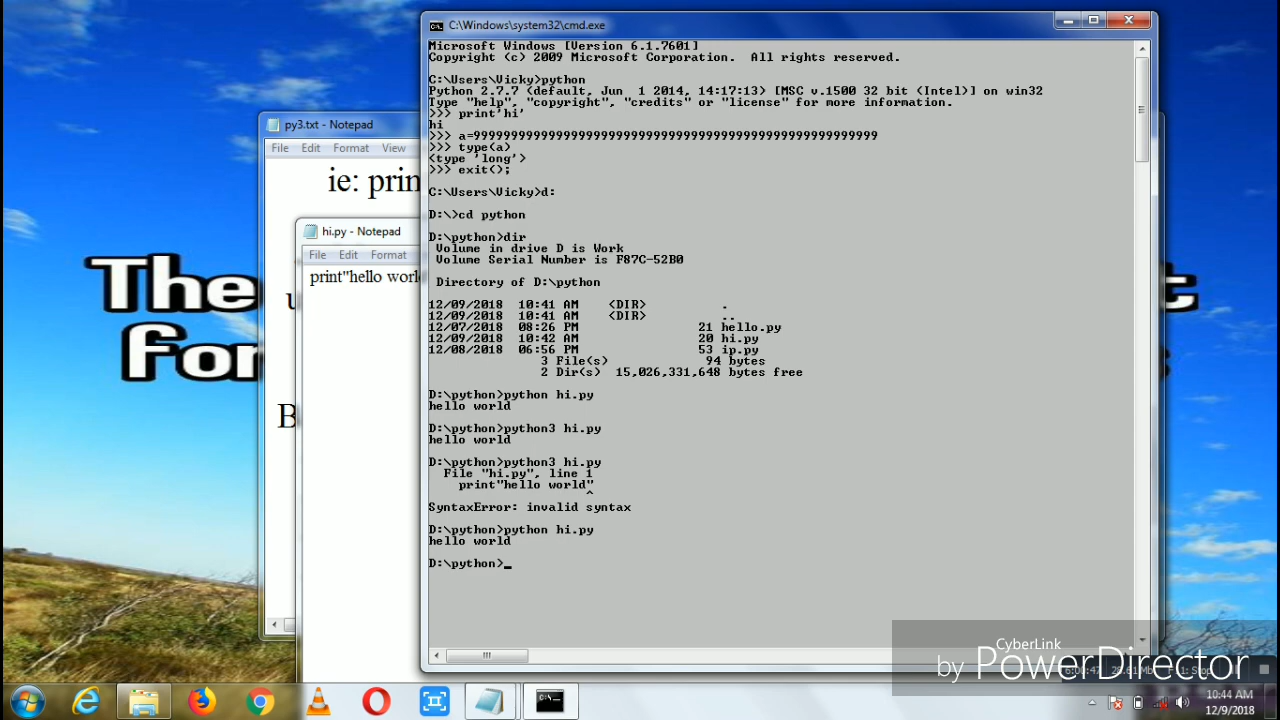 C:\Windows\system32\cmd.exe
Microsoft Windows [Version 6.1.7601]
Copyright (c) 2009 Microsoft Corporation.  All rights reserved.
C:\Users\Vicky>python
Python 2.7.7 (default, Jun  1 2014, 14:17:13) [MSC v.1500 32 bit (Intel)] on win32
Type "help", "copyright", "credits" or "license" for more information.
>>> print'hi'
hi
>>> a=999999999999999999999999999999999999999999999999999999
>>> type(a)
<type 'long'>
>>> exit();
C:\Users\Vicky>d:
D:\>cd python
D:\python>dir
Volume in drive D is Work
Volume Serial Number is F87C-52B0
Directory of D:\python
12/09/2018  10:41 AM    <DIR>          .
12/09/2018  10:41 AM    <DIR>          ..
12/07/2018  08:26 PM                21 hello.py
12/09/2018  10:42 AM                20 hi.py
12/08/2018  06:56 PM                53 ip.py
3 File(s)             94 bytes
2 Dir(s)  15,026,331,648 bytes free
D:\python>python hi.py
hello world
D:\python>python3 hi.py
hello world
D:\python>python3 hi.py
File "hi.py", line 1
print"hello world"
^
SyntaxError: invalid syntax
D:\python>python hi.py
hello world
D:\python>_
py3.txt - Notepad
File Edit Format View
ie: prin
u
B
hi.py - Notepad
File Edit Format
print"hello worl
The
for
t
CyberLink
by PowerDirector
10:44 AM
12/9/2018